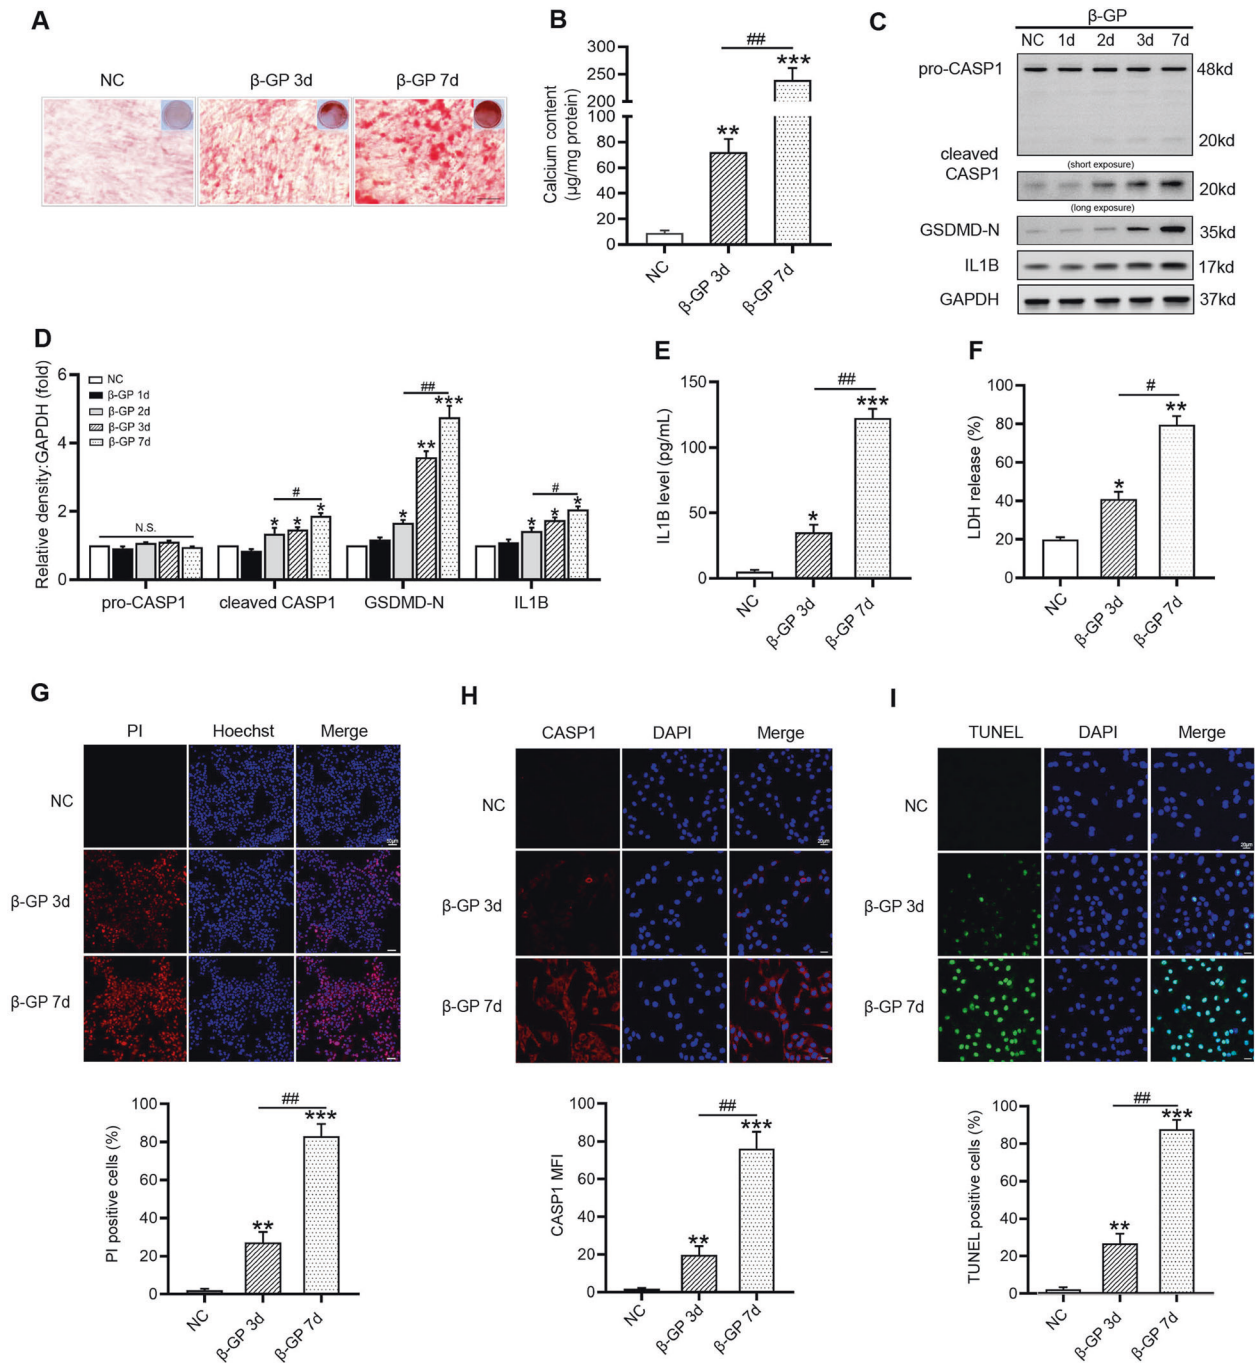 A
NC
β-GP 3d
β-GP 7d
B
Calcium content
(μg/mg protein)
300
250
200
100
80
60
40
20
0
##
**
***
NC
β-GP 3d
β-GP 7d
C
β-GP
NC 1d 2d 3d 7d
pro-CASP1
48kd
20kd
cleaved
CASP1
(short exposure)
20kd
(long exposure)
GSDMD-N
35kd
IL1B
17kd
GAPDH
37kd
D
Relative density:GAPDH (fold)
6
4
2
0
NC
β-GP 1d
β-GP 2d
β-GP 3d
β-GP 7d
N.S.
#
* * *
##
* ** ***
#
* * *
pro-CASP1
cleaved CASP1
GSDMD-N
IL1B
E
IL1B level (pg/mL)
150
100
50
0
##
*
***
NC
β-GP 3d
β-GP 7d
F
LDH release (%)
100
80
60
40
20
0
#
*
**
NC
β-GP 3d
β-GP 7d
G
PI Hoechst Merge
NC
β-GP 3d
β-GP 7d
PI positive cells (%)
100
80
60
40
20
0
##
**
***
NC
β-GP 3d
β-GP 7d
H
CASP1 DAPI Merge
NC
20μm
β-GP 3d
β-GP 7d
CASP1 MFI
100
80
60
40
20
0
##
**
***
NC
β-GP 3d
β-GP 7d
I
TUNEL DAPI Merge
NC
20μm
β-GP 3d
β-GP 7d
TUNEL positive cells (%)
100
80
60
40
20
0
##
**
***
NC
β-GP 3d
β-GP 7d